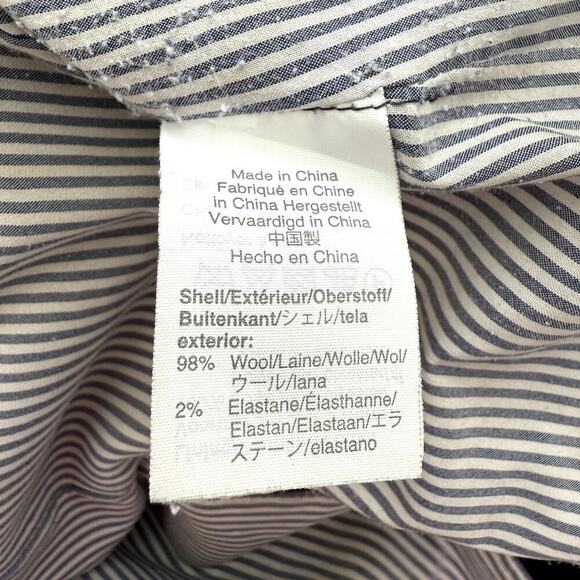 Made in China
Fabriqué en Chine
in China Hergestellt
Vervaardigd in China
中国製
Hecho en China
Shell/Extérieur/Oberstoff/
Buitenkant/シェル/tela
exterior:
98% Wool/Laine/Wolle/Wol/
ウール/lana
2% Elastane/Élasthanne/
Elastan/Elastaan/エラ
ステーン/elastano